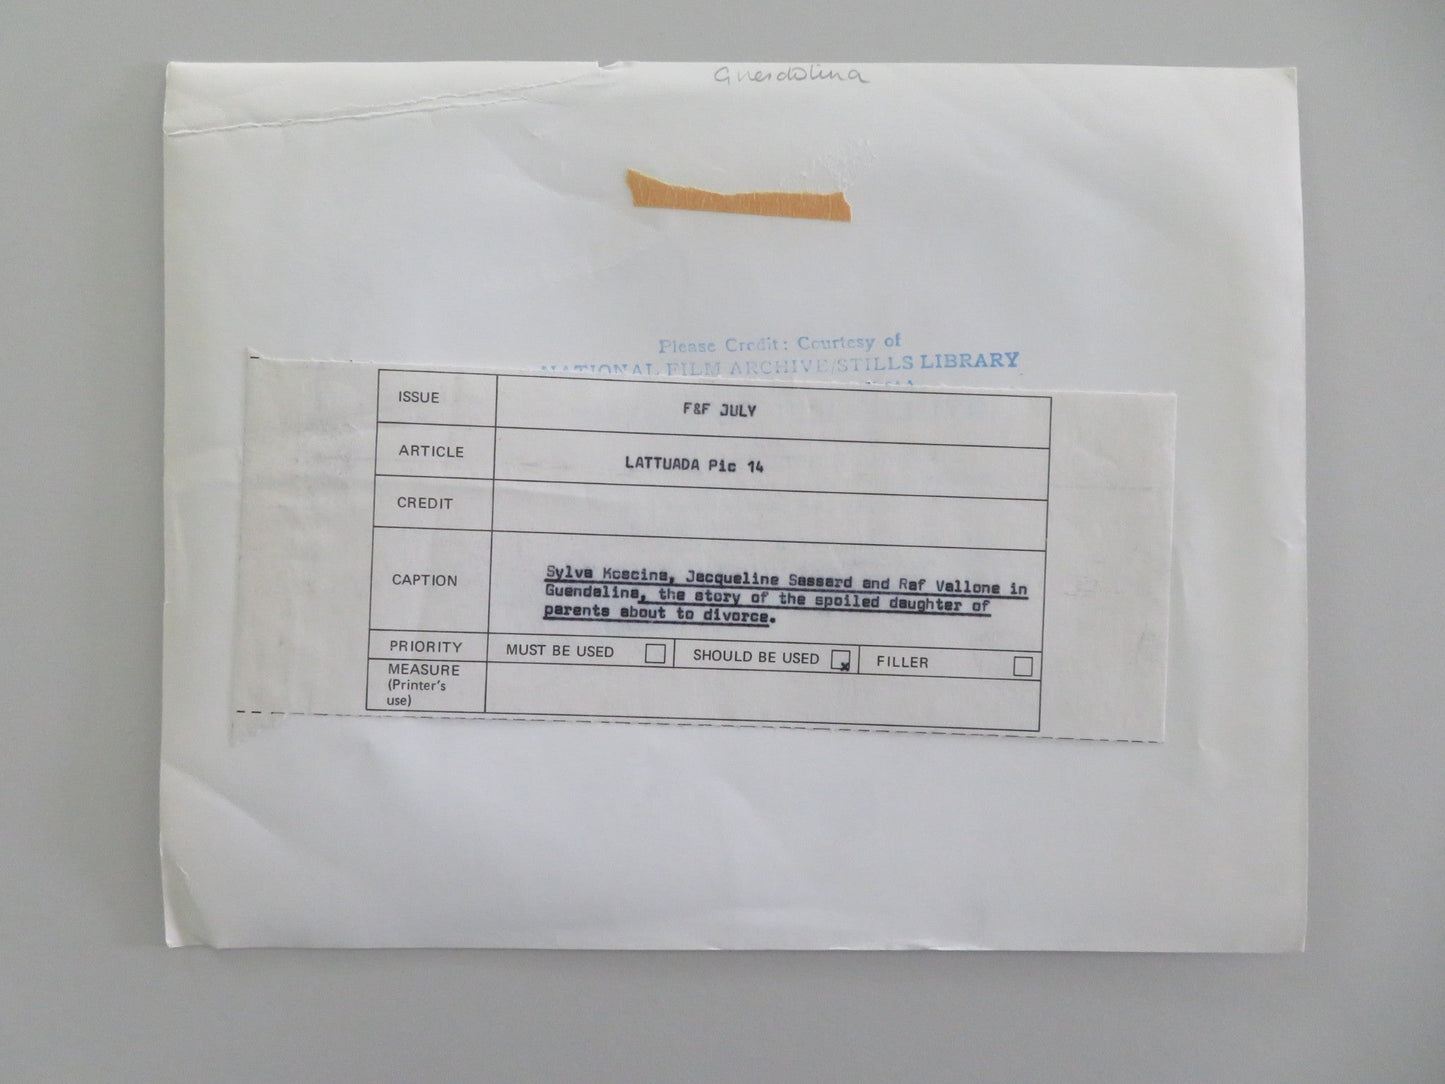 Guendalina
Please Credit: Courtesy of
NATIONAL FILM ARCHIVE/STILLS LIBRARY
ISSUE F&F JULY
ARTICLE LATTUADA Pic 14
CREDIT
CAPTION Sylva Koscina, Jacqueline Sassard and Raf Vallone in
Guendalina, the story of the spoiled daughter of
parents about to divorce.
PRIORITY MUST BE USED SHOULD BE USED x FILLER
MEASURE
(Printer's
use)